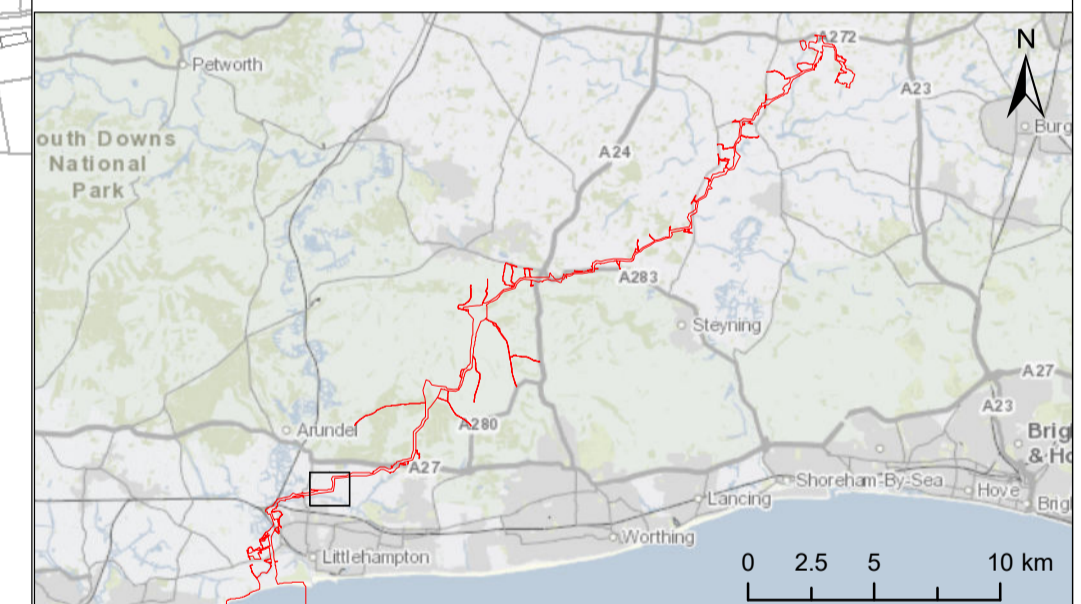 N
A272
Petworth
A23
Burg
outh Downs
National
Park
A24
A283
Steyning
A27
A23
Arundel
A280
Brig
& Ho
A27
Shoreham-By-Sea
Hove
Lancing
Brig
Worthing
Littlehampton
0 2.5 5 10 km